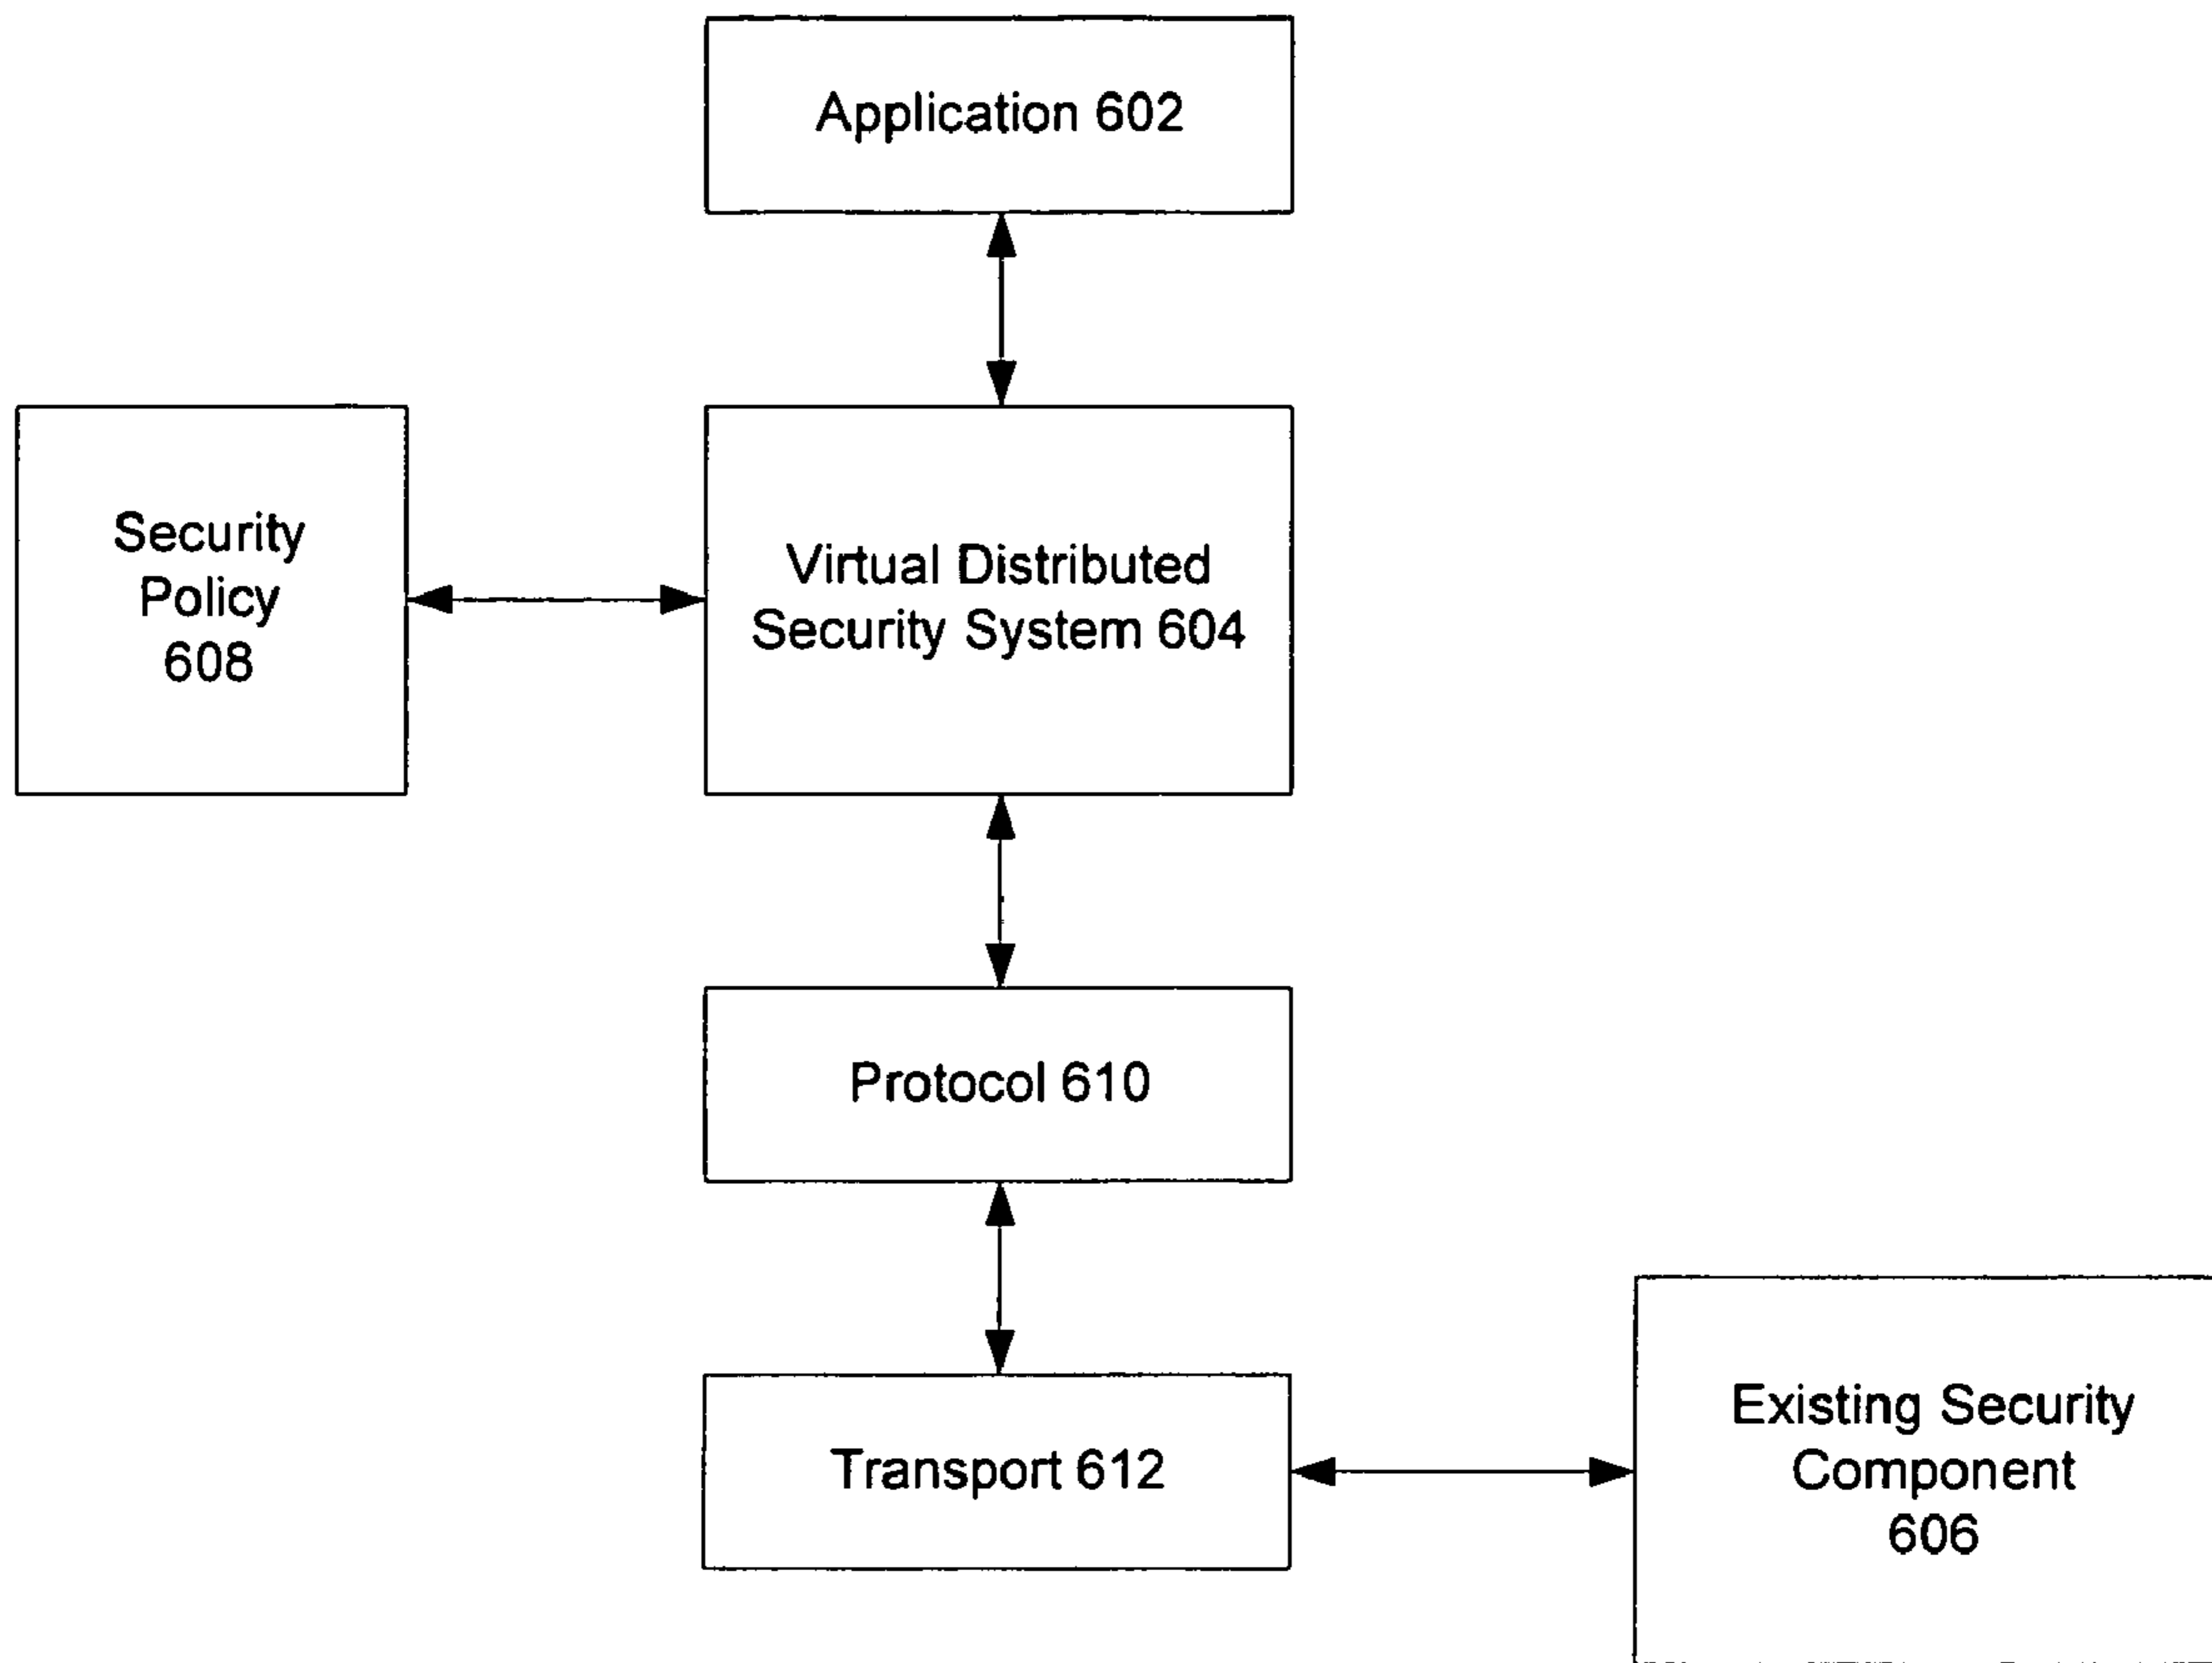 Application 602
Security
Policy
608
Virtual Distributed
Security System 604
Protocol 610
Transport 612
Existing Security
Component
606